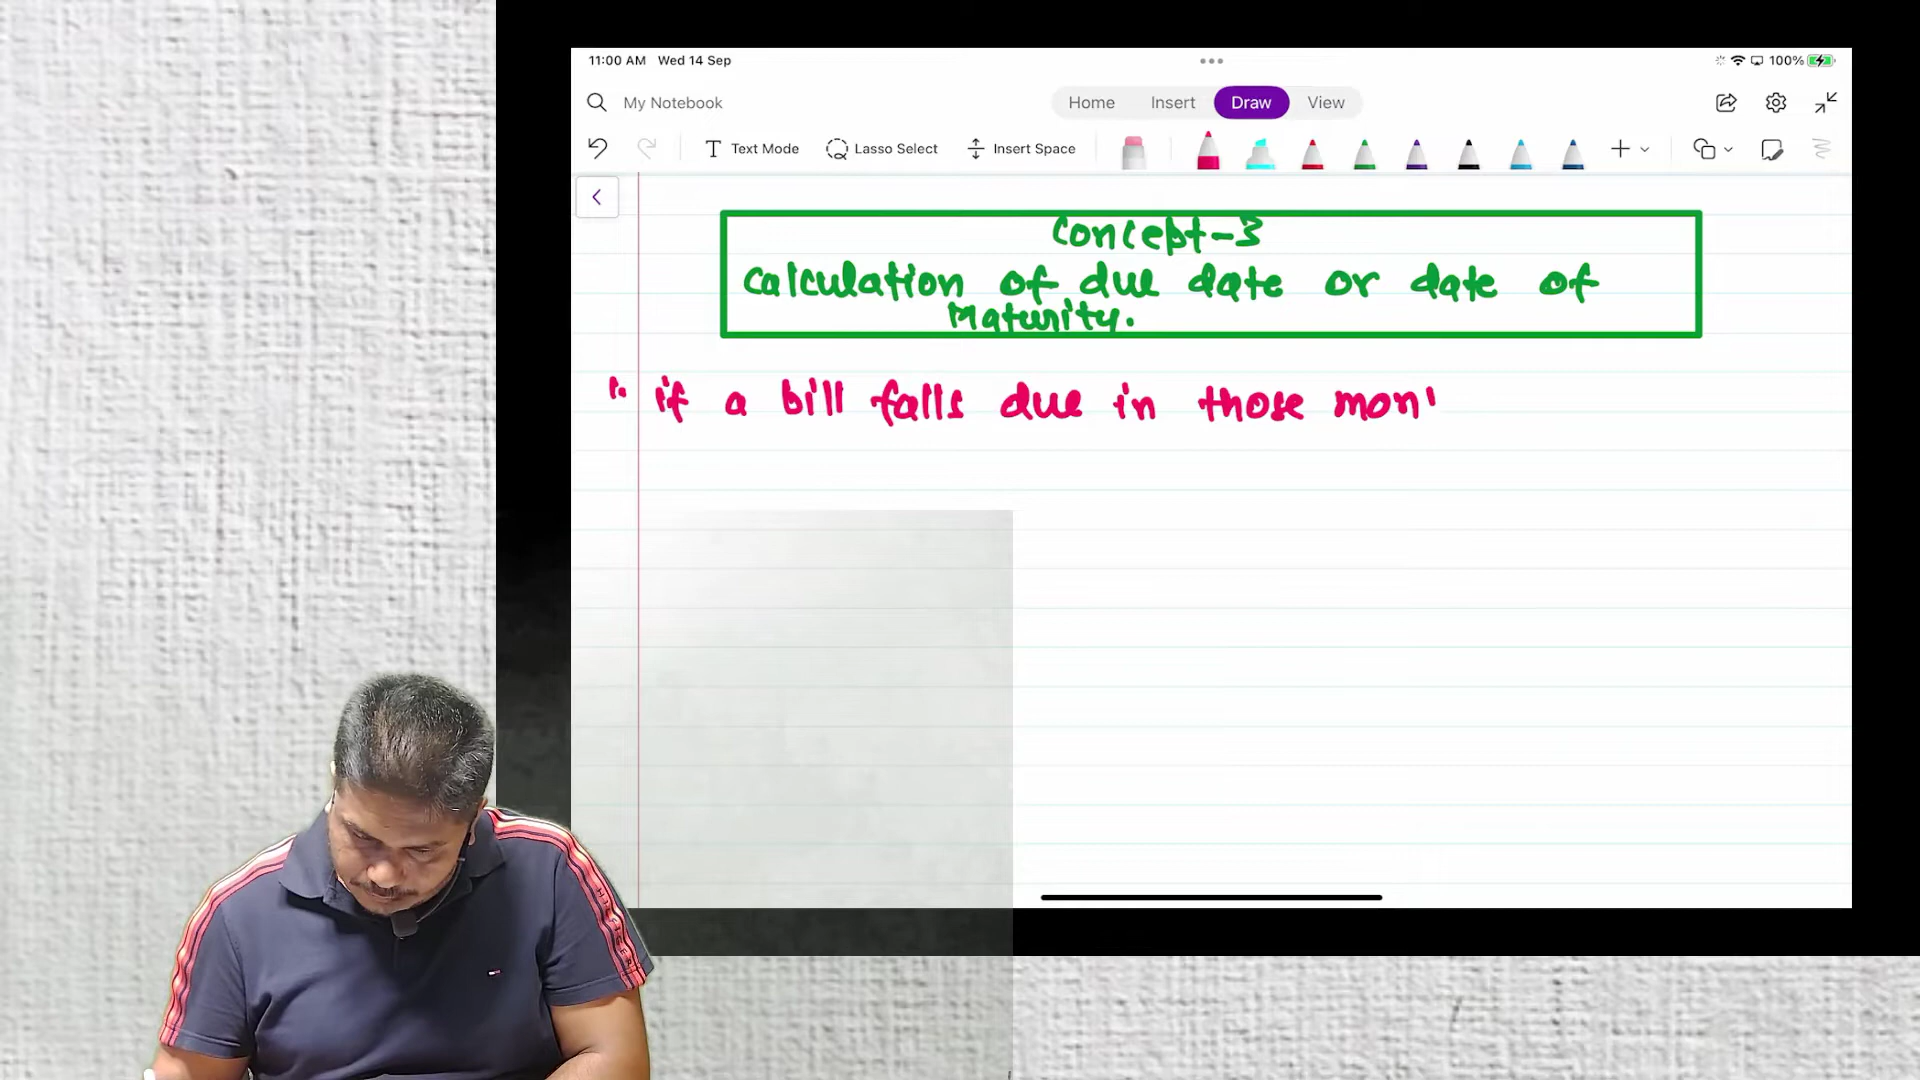 11:00 AM Wed 14 Sep
100%
My Notebook
Home Insert Draw View
Text Mode Lasso Select Insert Space
Concept-3
Calculation of due date or date of
Maturity.
if a bill falls due in those mon